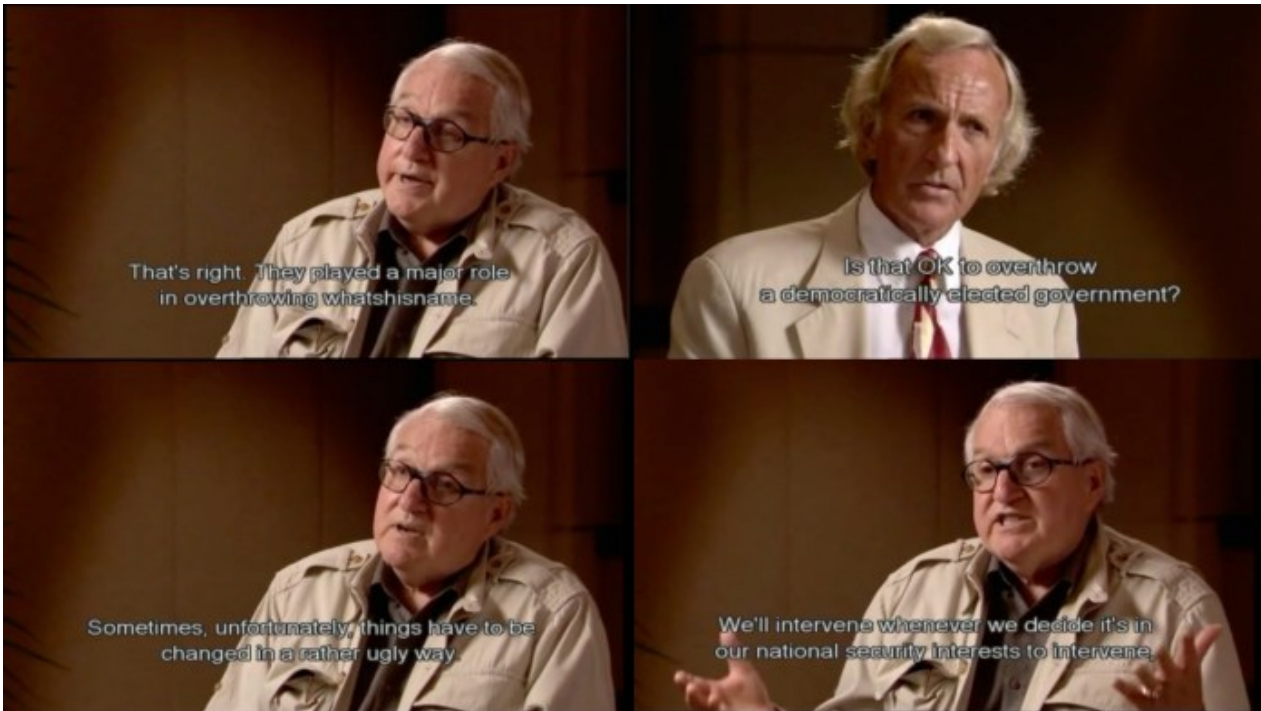 That's right. They played a major role
in overthrowing whatshisname.
Is that OK to overthrow
a democratically elected government?
Sometimes, unfortunately, things have to be
changed in a rather ugly way.
We'll intervene whenever we decide it's in
our national security interests to intervene,